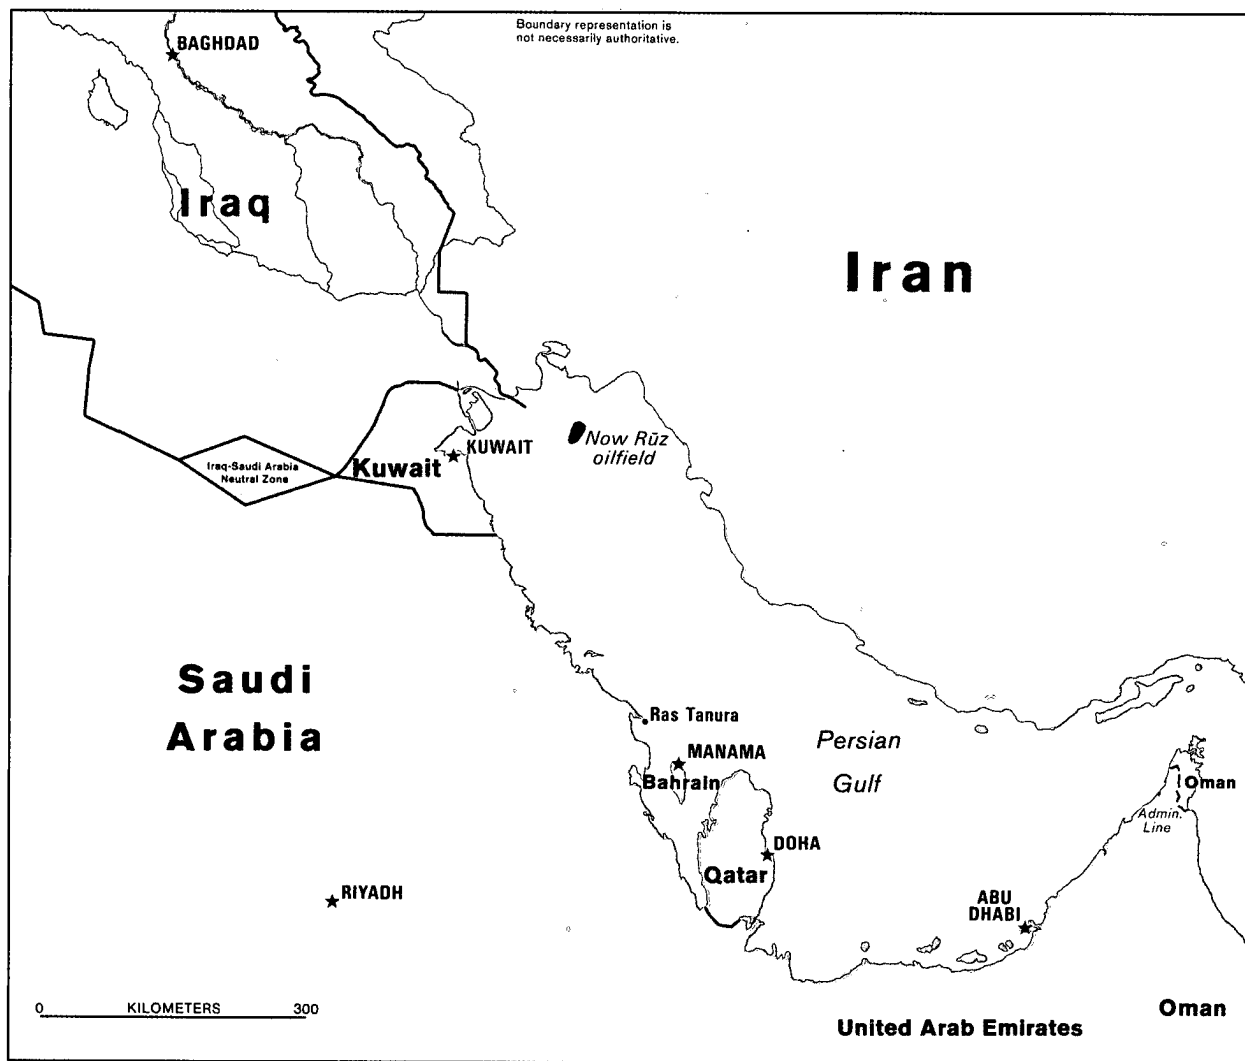 Boundary representation is
not necessarily authoritative.
BAGHDAD
Iraq
Iran
Now Rūz
oilfield
KUWAIT
Kuwait
Iraq-Saudi Arabia
Neutral Zone
Saudi
Arabia
Ras Tanura
MANAMA
Bahrain
Persian
Gulf
Oman
Admin.
Line
DOHA
Qatar
RIYADH
ABU
DHABI
0 KILOMETERS 300
Oman
United Arab Emirates